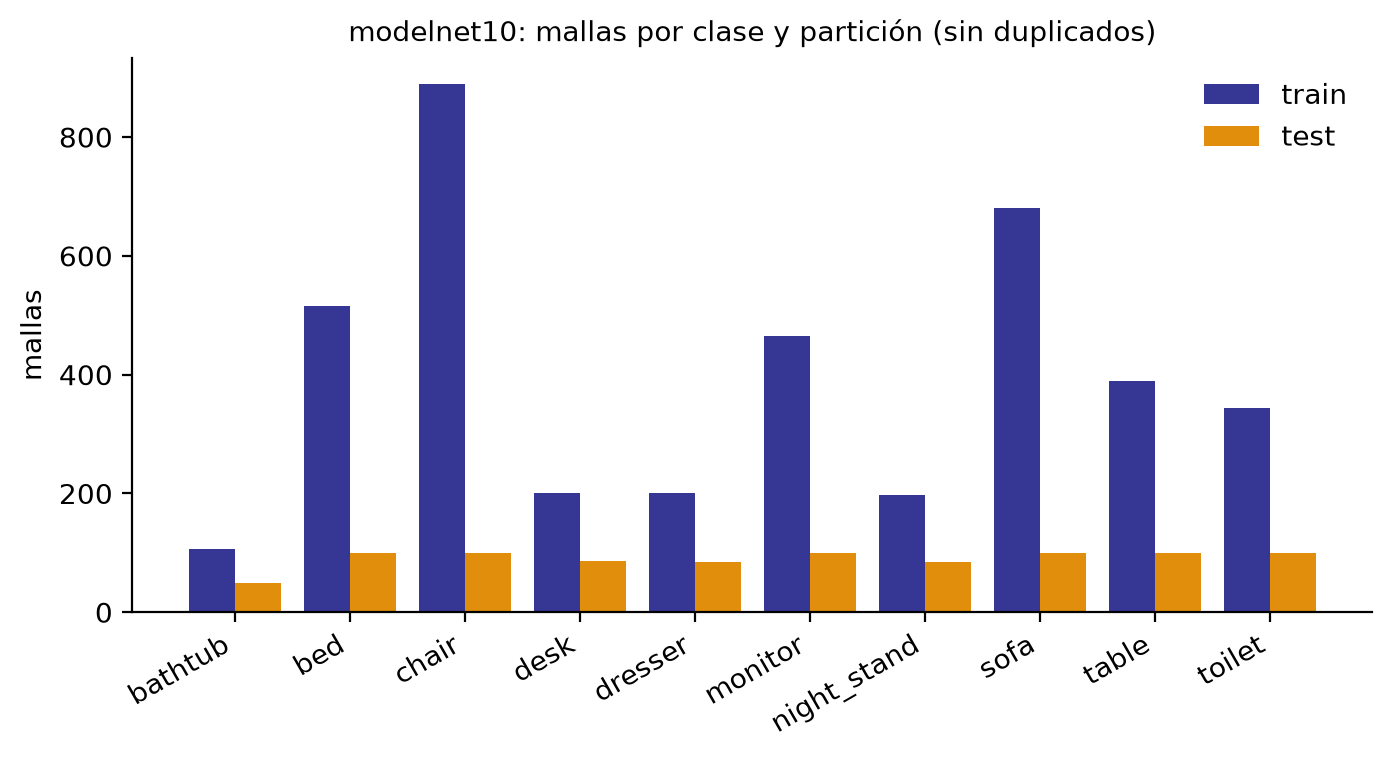 modelnet10: mallas por clase y partición (sin duplicados)
train
test
mallas
800
600
400
200
0
bathtub
bed
chair
desk
dresser
monitor
night_stand
sofa
table
toilet